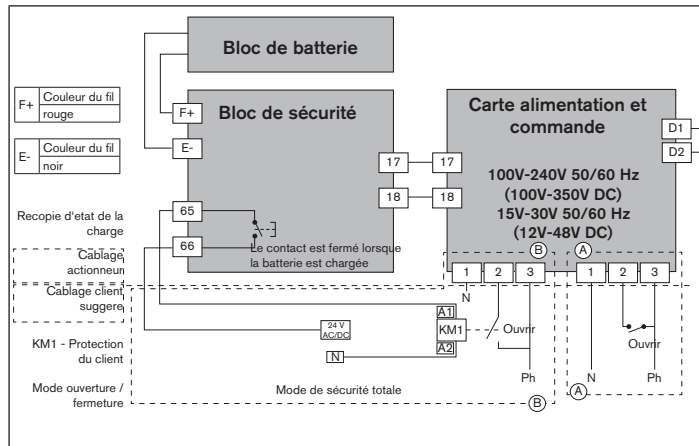 Bloc de batterie
F+ Couleur du fil
rouge
E- Couleur du fil
noir
F+
E-
Bloc de sécurité
Carte alimentation et
commande
D1
D2
17
17
18
18
100V-240V 50/60 Hz
(100V-350V DC)
15V-30V 50/60 Hz
(12V-48V DC)
Recopie d'etat de la
charge
65
66
Le contact est fermé lorsque
la batterie est chargée
Cablage
actionneur
Cablage client
suggere
B
A
1
2
3
1
2
3
N
A1
KM1
A2
Ouvrir
Ouvrir
24 V
AC/DC
N
KM1 - Protection
du client
Ph
N
Ph
Mode ouverture /
fermeture
Mode de sécurité totale
B
A